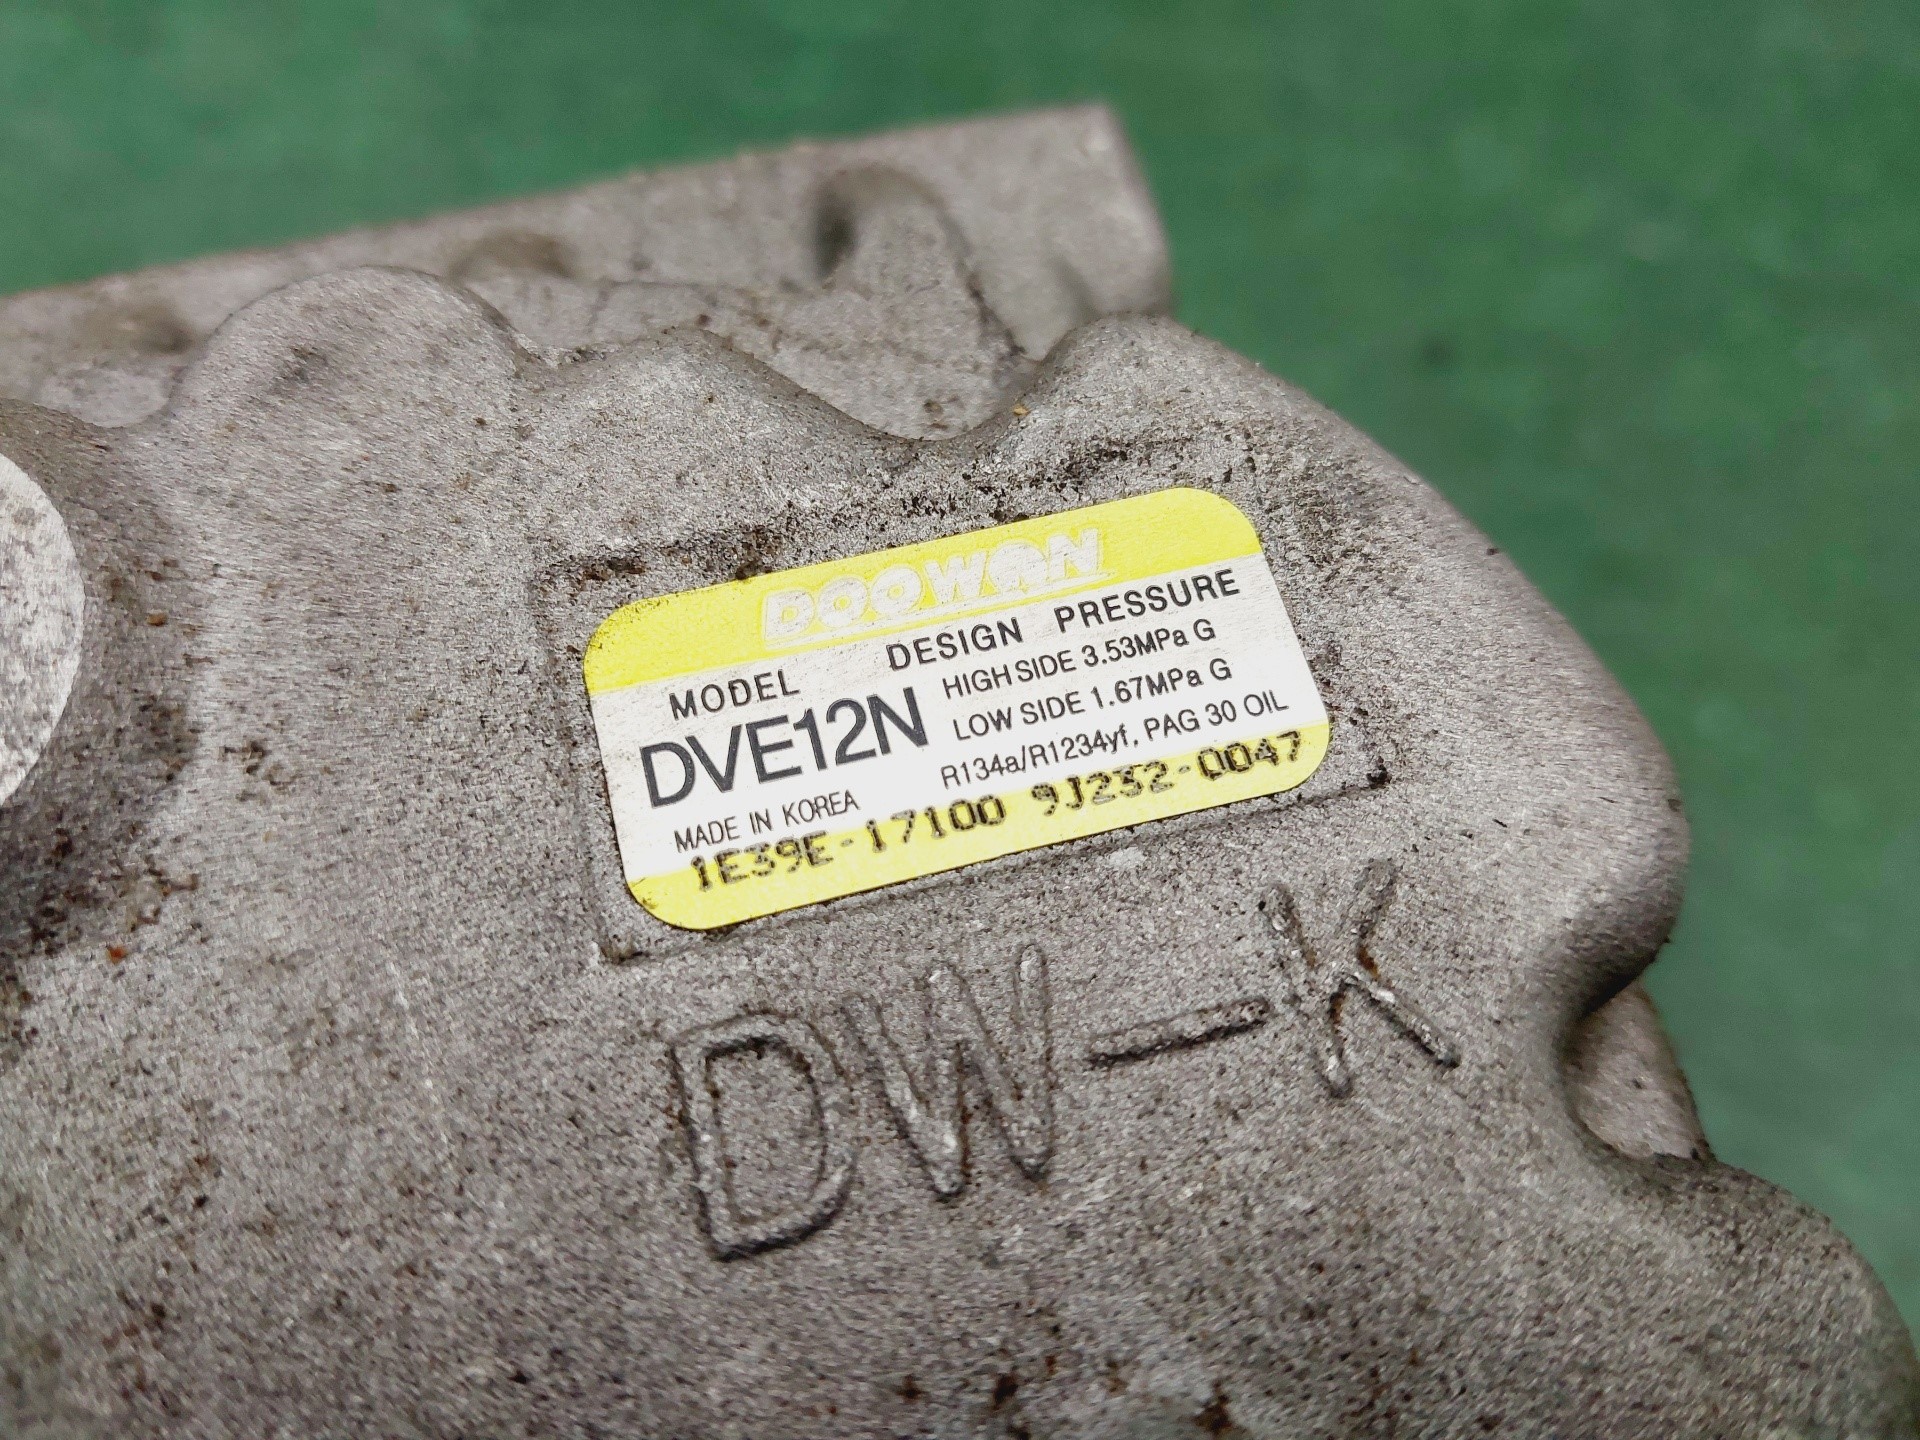 DOOWON
MODEL
DVE12N
MADE IN KOREA
DESIGN PRESSURE
HIGH SIDE 3.53MPa G
LOW SIDE 1.67MPa G
R134a/R1234yf, PAG 30 OIL
1E39E-17100 9J232-0047
DW-K